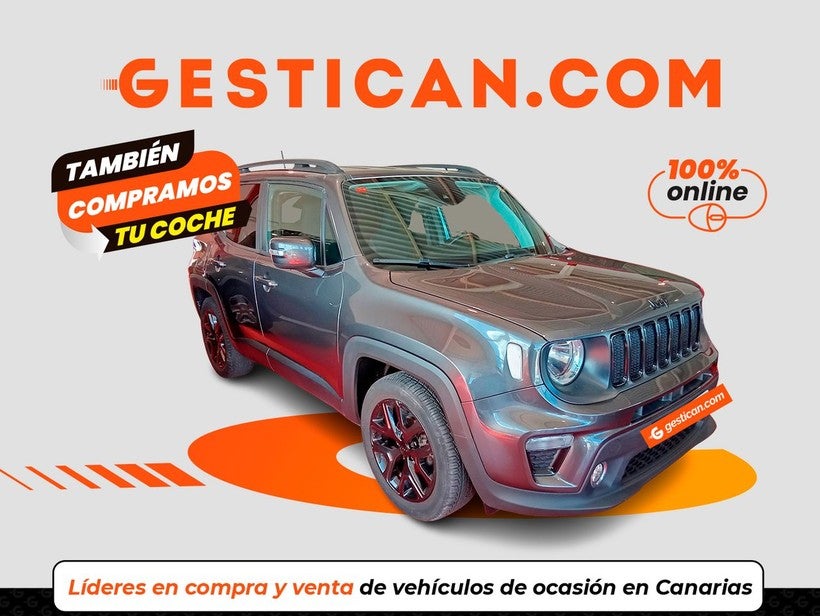 GESTICAN.COM
TAMBIÉN
COMPRAMOS
TU COCHE
100%
online
Jeep
gestican.com
Líderes en compra y venta de vehículos de ocasión en Canarias